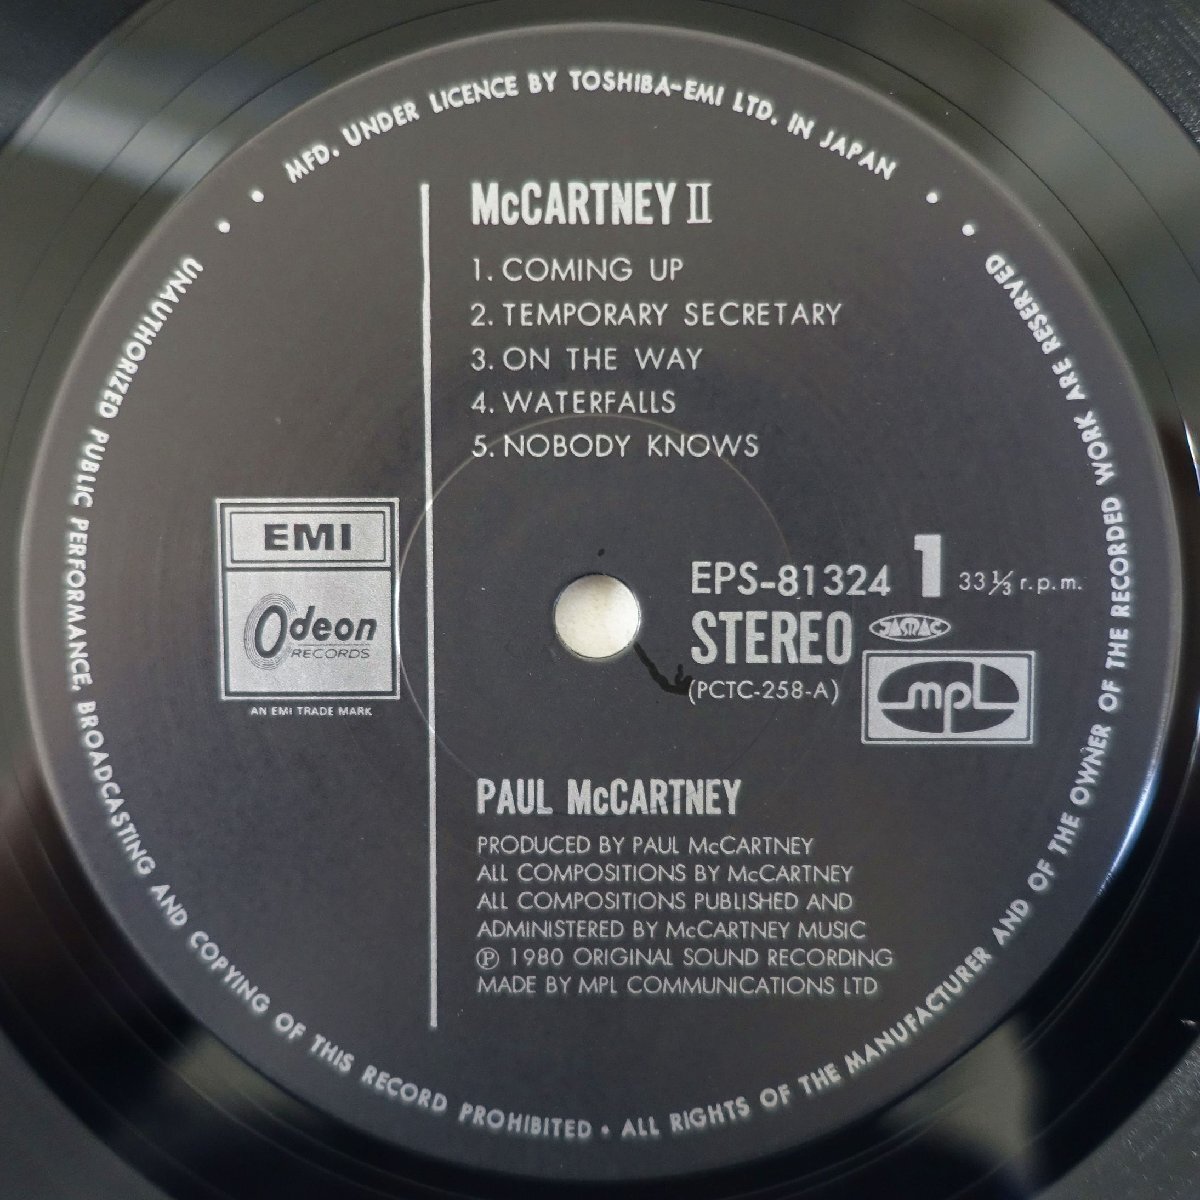 MFD. UNDER LICENCE BY TOSHIBA-EMI LTD. IN JAPAN
McCARTNEY II
1. COMING UP
2. TEMPORARY SECRETARY
3. ON THE WAY
4. WATERFALLS
5. NOBODY KNOWS
EMI
Odeon
RECORDS
AN EMI TRADE MARK
EPS-81324 1 33⅓ r.p.m.
STEREO JASRAC
(PCTC-258-A)
mpl
PAUL McCARTNEY
PRODUCED BY PAUL McCARTNEY
ALL COMPOSITIONS BY McCARTNEY
ALL COMPOSITIONS PUBLISHED AND
ADMINISTERED BY McCARTNEY MUSIC
Ⓟ 1980 ORIGINAL SOUND RECORDING
MADE BY MPL COMMUNICATIONS LTD
UNAUTHORIZED PUBLIC PERFORMANCE, BROADCASTING AND COPYING OF THIS RECORD PROHIBITED • ALL RIGHTS OF THE MANUFACTURER AND OF THE OWNER OF THE RECORDED WORK ARE RESERVED